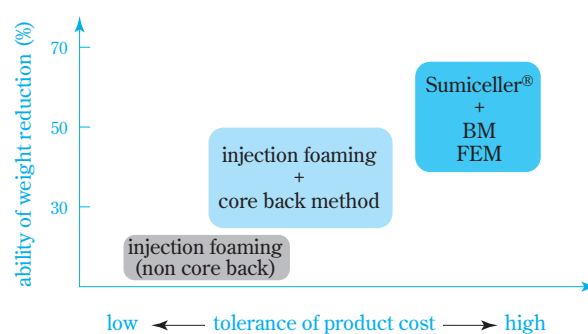 ability of weight reduction (%)
70
50
30
Sumiceller®
+
BM
FEM
injection foaming
+
core back method
injection foaming
(non core back)
low ← tolerance of product cost → high